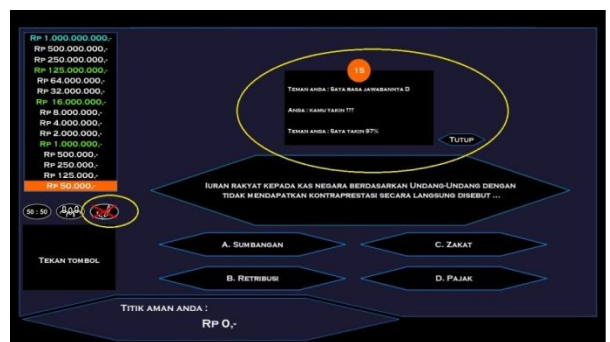 Rp 1.000.000.000,-
Rp 500.000.000,-
Rp 250.000.000,-
Rp 125.000.000,-
Rp 64.000.000,-
Rp 32.000.000,-
Rp 16.000.000,-
Rp 8.000.000,-
Rp 4.000.000,-
Rp 2.000.000,-
Rp 1.000.000,-
Rp 500.000,-
Rp 250.000,-
Rp 125.000,-
Rp 50.000,-
50 : 50
Tekan tombol
15
Teman anda : Saya rasa jawabannya D
Anda : kamu yakin ???
Teman anda : Saya yakin 97%
Tutup
Iuran rakyat kepada kas negara berdasarkan Undang-Undang dengan
tidak mendapatkan kontraprestasi secara langsung disebut ...
A. Sumbangan
C. Zakat
B. Retribusi
D. Pajak
Titik aman anda :
Rp 0,-